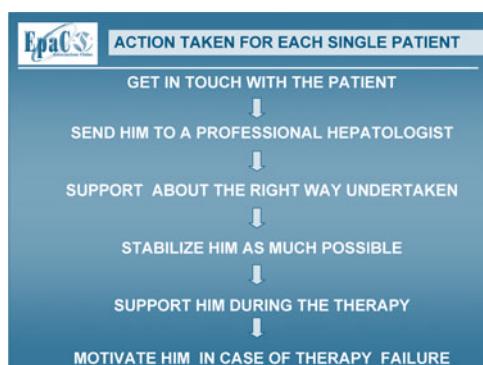 EpaC
ACTION TAKEN FOR EACH SINGLE PATIENT
GET IN TOUCH WITH THE PATIENT
SEND HIM TO A PROFESSIONAL HEPATOLOGIST
SUPPORT ABOUT THE RIGHT WAY UNDERTAKEN
STABILIZE HIM AS MUCH POSSIBLE
SUPPORT HIM DURING THE THERAPY
MOTIVATE HIM IN CASE OF THERAPY FAILURE